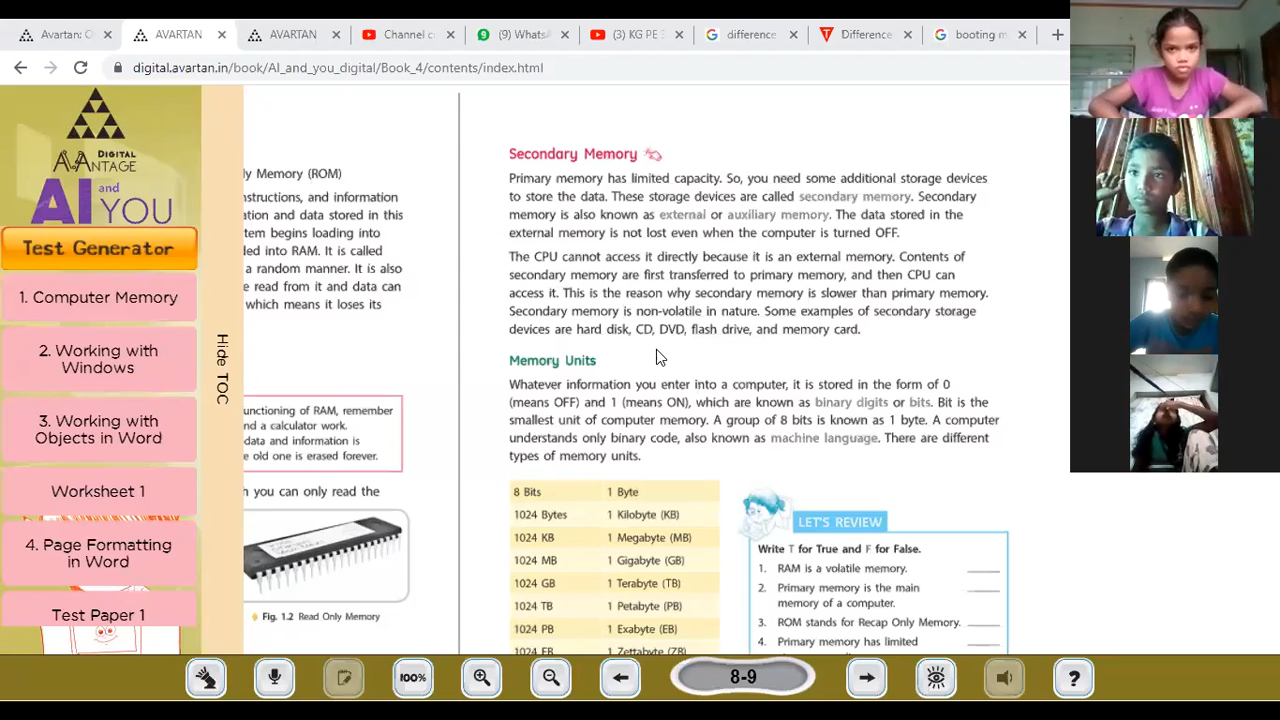 Avartan: C
AVARTAN
AVARTAN
Channel c
(9) Whats
(3) KG PE
difference
Difference
booting m
digital.avartan.in/book/AI_and_you_digital/Book_4/contents/index.html
DIGITAL
AVANTAGE
AI and YOU
Test Generator
1. Computer Memory
2. Working with
Windows
3. Working with
Objects in Word
Worksheet 1
4. Page Formatting
in Word
Test Paper 1
Hide TOC
ly Memory (ROM)
nstructions, and information
ation and data stored in this
tem begins loading into
ded into RAM. It is called
a random manner. It is also
e read from it and data can
which means it loses its
unctioning of RAM, remember
nd a calculator work.
data and information is
e old one is erased forever.
h you can only read the
Fig. 1.2 Read Only Memory
Secondary Memory
Primary memory has limited capacity. So, you need some additional storage devices
to store the data. These storage devices are called secondary memory. Secondary
memory is also known as external or auxiliary memory. The data stored in the
external memory is not lost even when the computer is turned OFF.
The CPU cannot access it directly because it is an external memory. Contents of
secondary memory are first transferred to primary memory, and then CPU can
access it. This is the reason why secondary memory is slower than primary memory.
Secondary memory is non-volatile in nature. Some examples of secondary storage
devices are hard disk, CD, DVD, flash drive, and memory card.
Memory Units
Whatever information you enter into a computer, it is stored in the form of 0
(means OFF) and 1 (means ON), which are known as binary digits or bits. Bit is the
smallest unit of computer memory. A group of 8 bits is known as 1 byte. A computer
understands only binary code, also known as machine language. There are different
types of memory units.
8 Bits 1 Byte
1024 Bytes 1 Kilobyte (KB)
1024 KB 1 Megabyte (MB)
1024 MB 1 Gigabyte (GB)
1024 GB 1 Terabyte (TB)
1024 TB 1 Petabyte (PB)
1024 PB 1 Exabyte (EB)
1024 EB 1 Zettabyte (ZB)
LET'S REVIEW
Write T for True and F for False.
1. RAM is a volatile memory.
2. Primary memory is the main
memory of a computer.
3. ROM stands for Recap Only Memory.
4. Primary memory has limited
100%
8-9
?